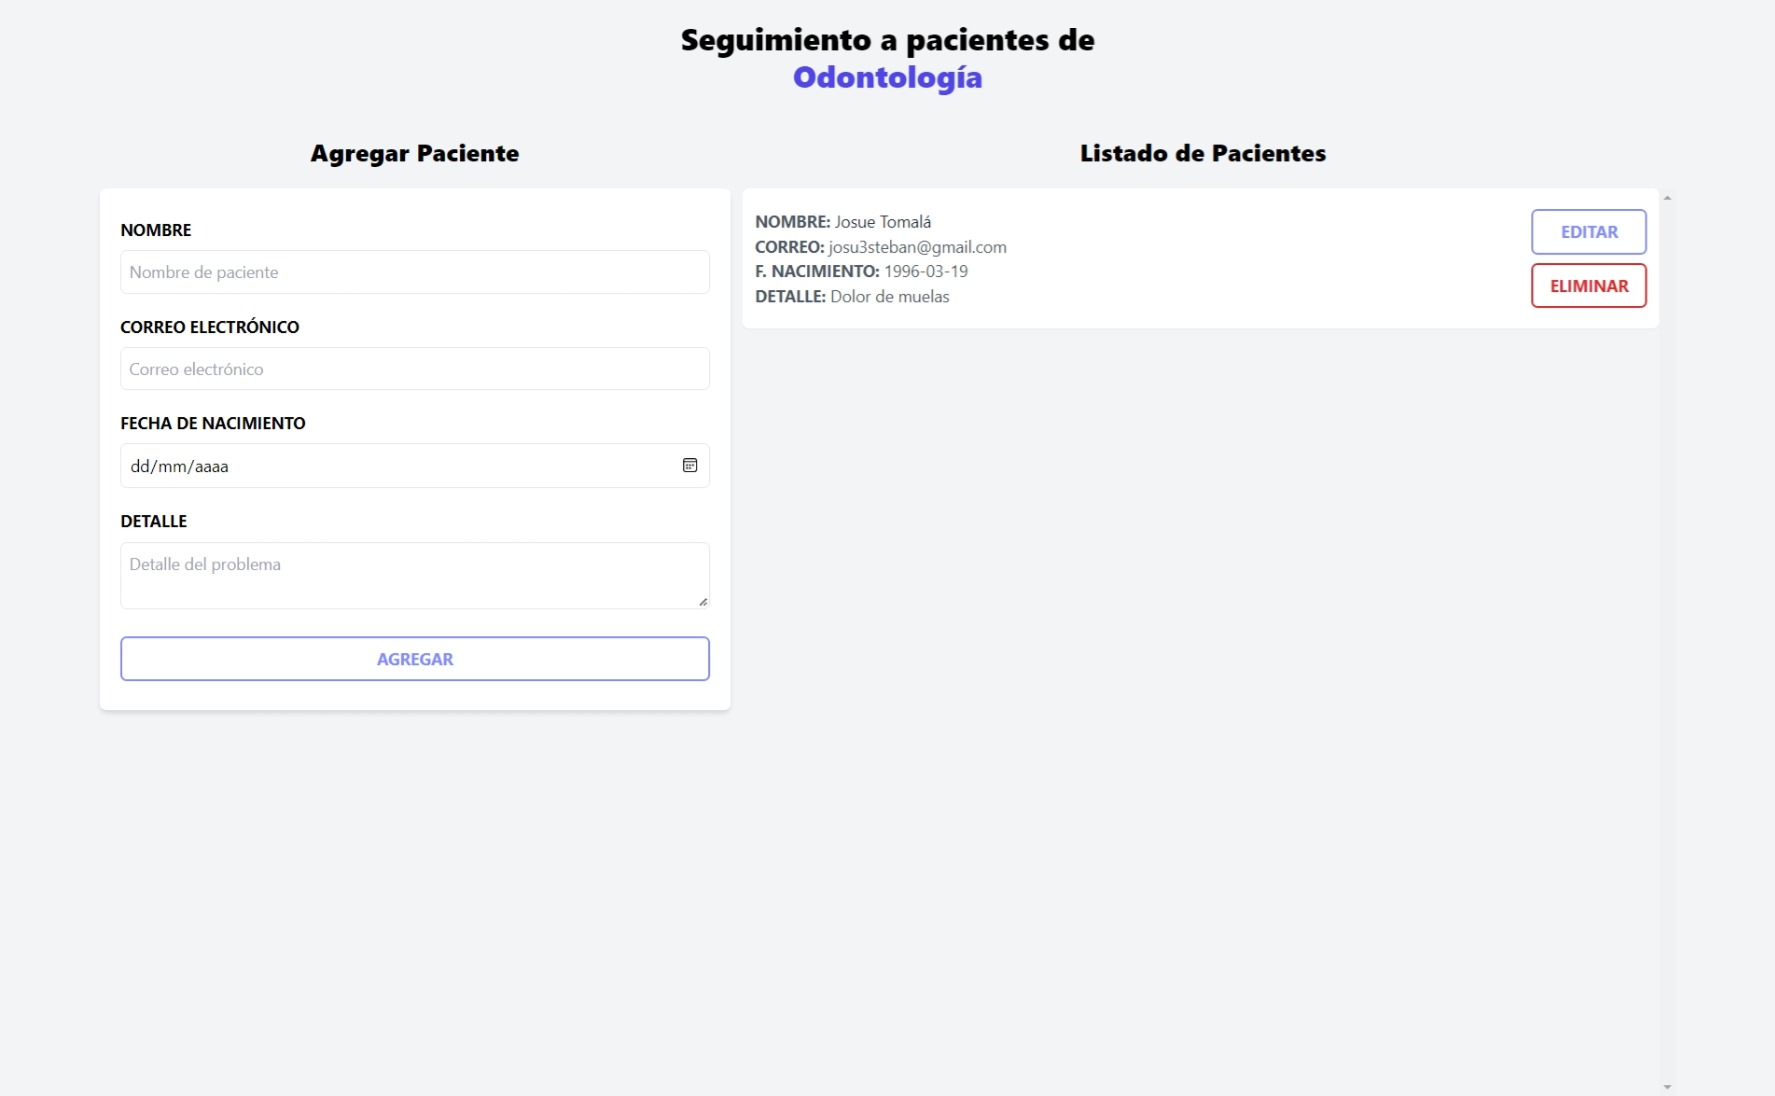 Seguimiento a pacientes de
Odontología
Agregar Paciente
NOMBRE
Nombre de paciente
CORREO ELECTRÓNICO
Correo electrónico
FECHA DE NACIMIENTO
dd/mm/aaaa
DETALLE
Detalle del problema
AGREGAR
Listado de Pacientes
NOMBRE: Josue Tomalá
CORREO: josu3steban@gmail.com
F. NACIMIENTO: 1996-03-19
DETALLE: Dolor de muelas
EDITAR
ELIMINAR